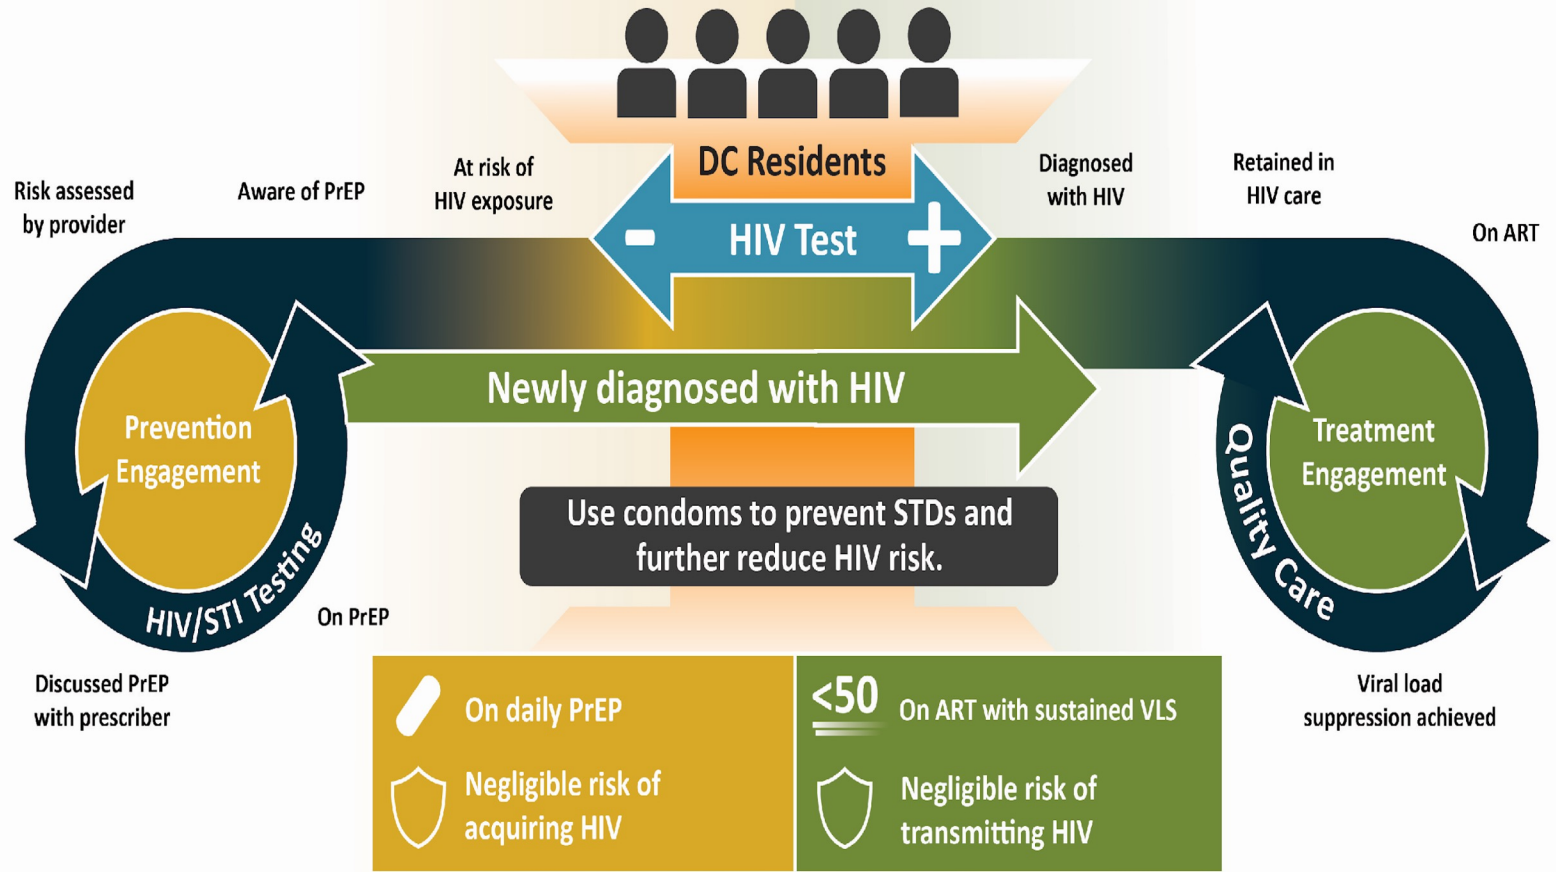 DC Residents
- HIV Test +
Risk assessed
by provider
Aware of PrEP
At risk of
HIV exposure
Diagnosed
with HIV
Retained in
HIV care
On ART
Newly diagnosed with HIV
Prevention
Engagement
HIV/STI Testing
On PrEP
Discussed PrEP
with prescriber
Use condoms to prevent STDs and
further reduce HIV risk.
Treatment
Engagement
Quality Care
Viral load
suppression achieved
On daily PrEP
Negligible risk of
acquiring HIV
<50
On ART with sustained VLS
Negligible risk of
transmitting HIV